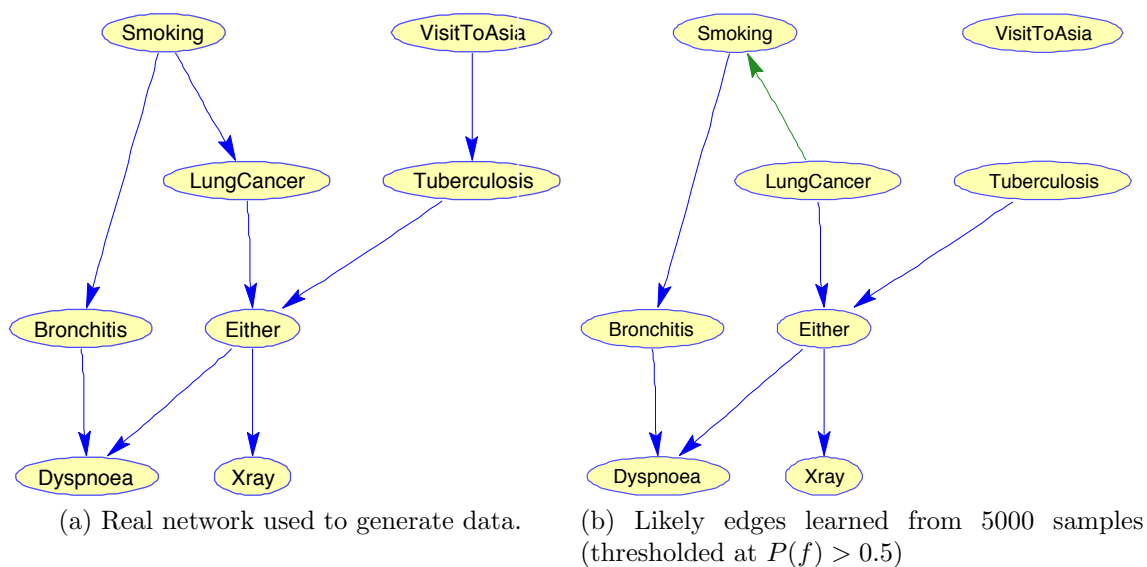 Smoking
VisitToAsia
LungCancer
Tuberculosis
Bronchitis
Either
Dyspnoea
Xray
(a) Real network used to generate data.
Smoking
VisitToAsia
LungCancer
Tuberculosis
Bronchitis
Either
Dyspnoea
Xray
(b) Likely edges learned from 5000 samples
(thresholded at P(f) > 0.5)